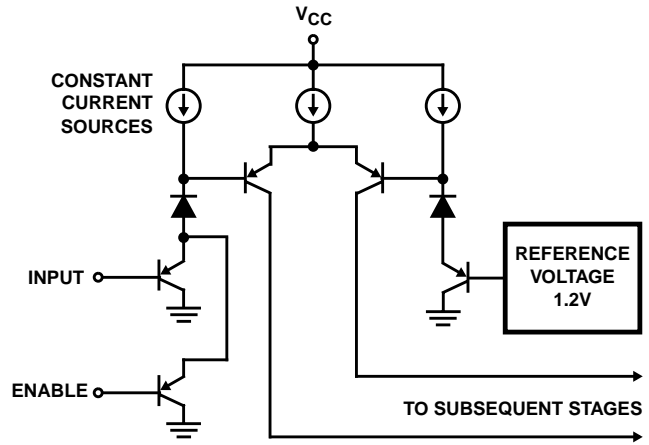 VCC
CONSTANT
CURRENT
SOURCES
INPUT
REFERENCE
VOLTAGE
1.2V
ENABLE
TO SUBSEQUENT STAGES